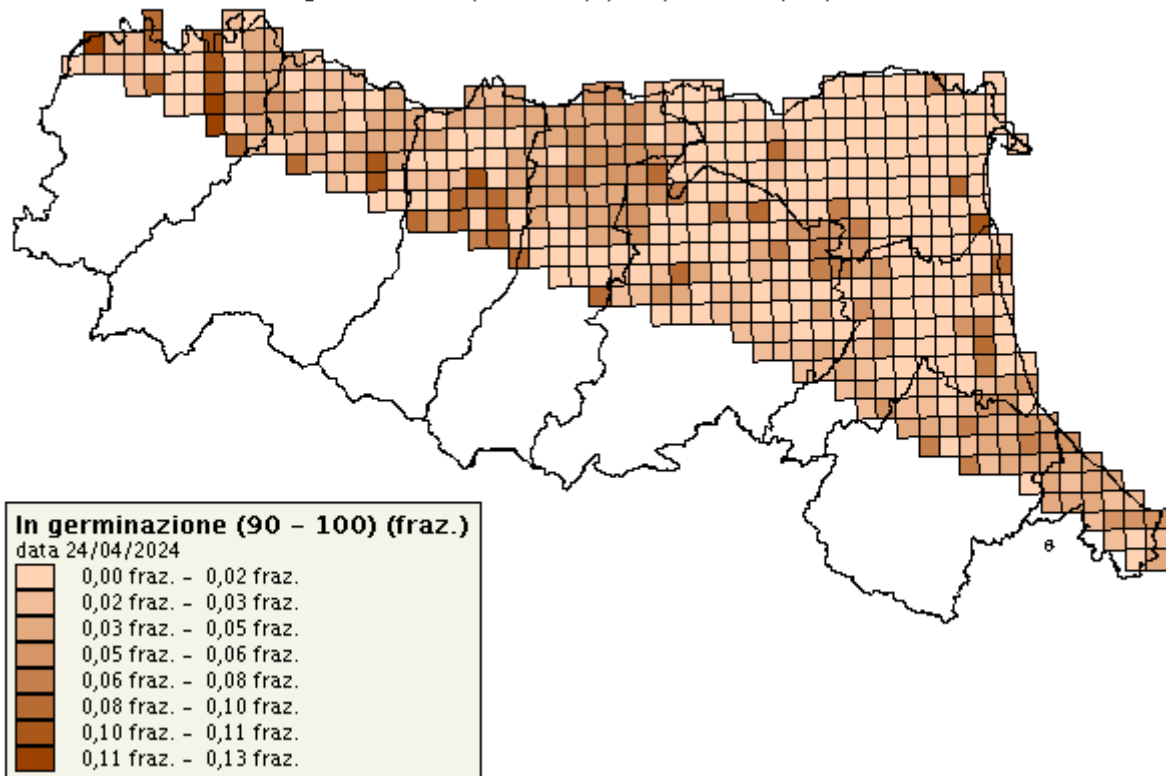 In germinazione (90 – 100) (fraz.)
data 24/04/2024
0,00 fraz. – 0,02 fraz.
0,02 fraz. – 0,03 fraz.
0,03 fraz. – 0,05 fraz.
0,05 fraz. – 0,06 fraz.
0,06 fraz. – 0,08 fraz.
0,08 fraz. – 0,10 fraz.
0,10 fraz. – 0,11 fraz.
0,11 fraz. – 0,13 fraz.